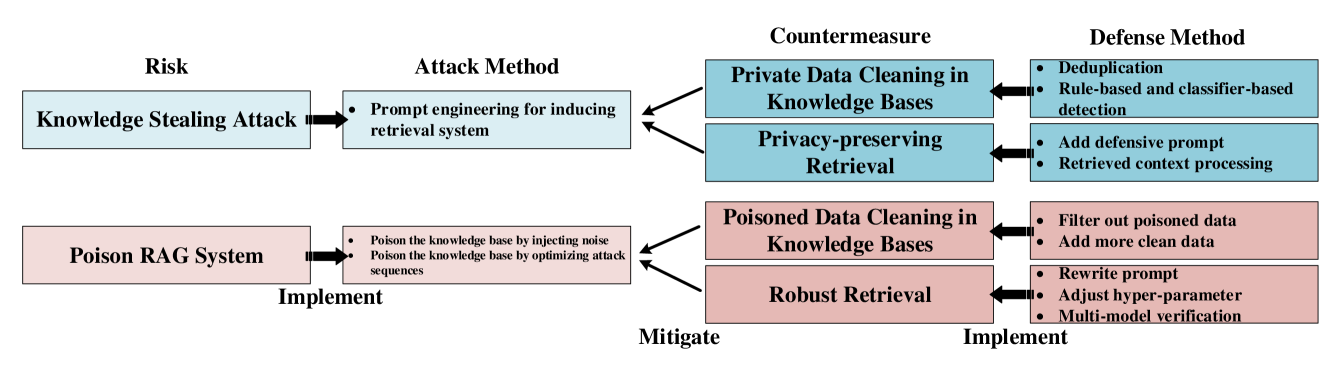 Risk
Attack Method
Countermeasure
Defense Method
Knowledge Stealing Attack
• Prompt engineering for inducing
retrieval system
Private Data Cleaning in
Knowledge Bases
• Deduplication
• Rule-based and classifier-based
detection
Privacy-preserving
Retrieval
• Add defensive prompt
• Retrieved context processing
Poison RAG System
• Poison the knowledge base by injecting noise
• Poison the knowledge base by optimizing attack
sequences
Poisoned Data Cleaning in
Knowledge Bases
• Filter out poisoned data
• Add more clean data
Robust Retrieval
• Rewrite prompt
• Adjust hyper-parameter
• Multi-model verification
Implement
Mitigate
Implement